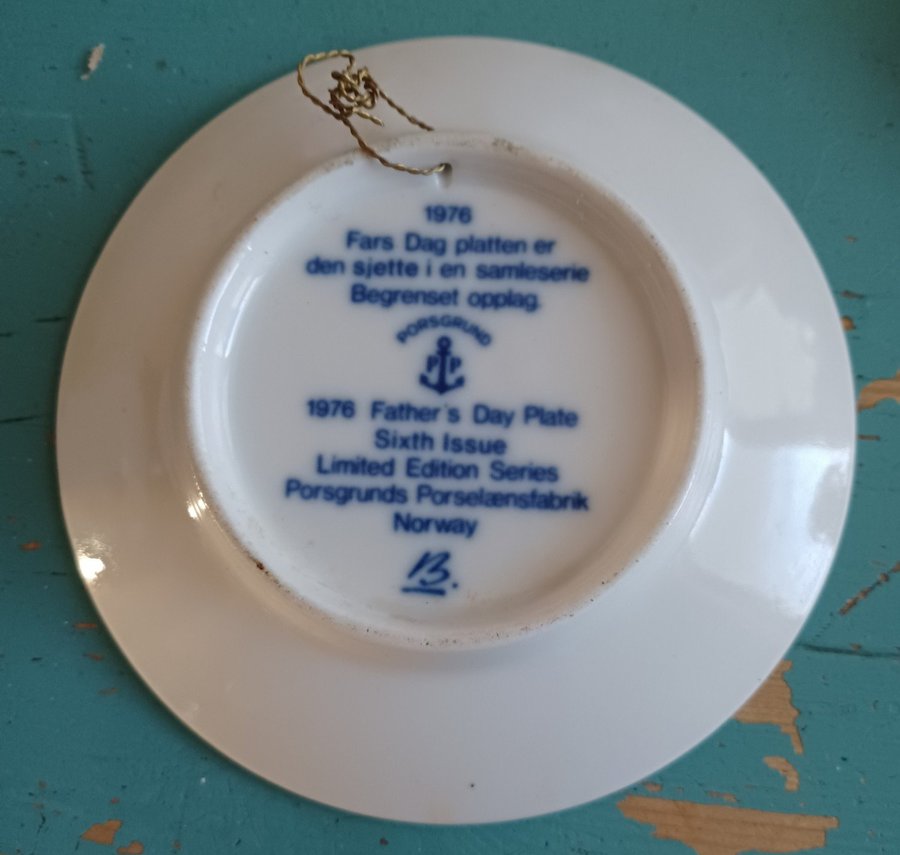 1976
Fars Dag platten er
den sjette i en samleserie
Begrenset opplag.
PORSGRUND
P P
1976 Father's Day Plate
Sixth Issue
Limited Edition Series
Porsgrunds Porselænsfabrik
Norway
B.